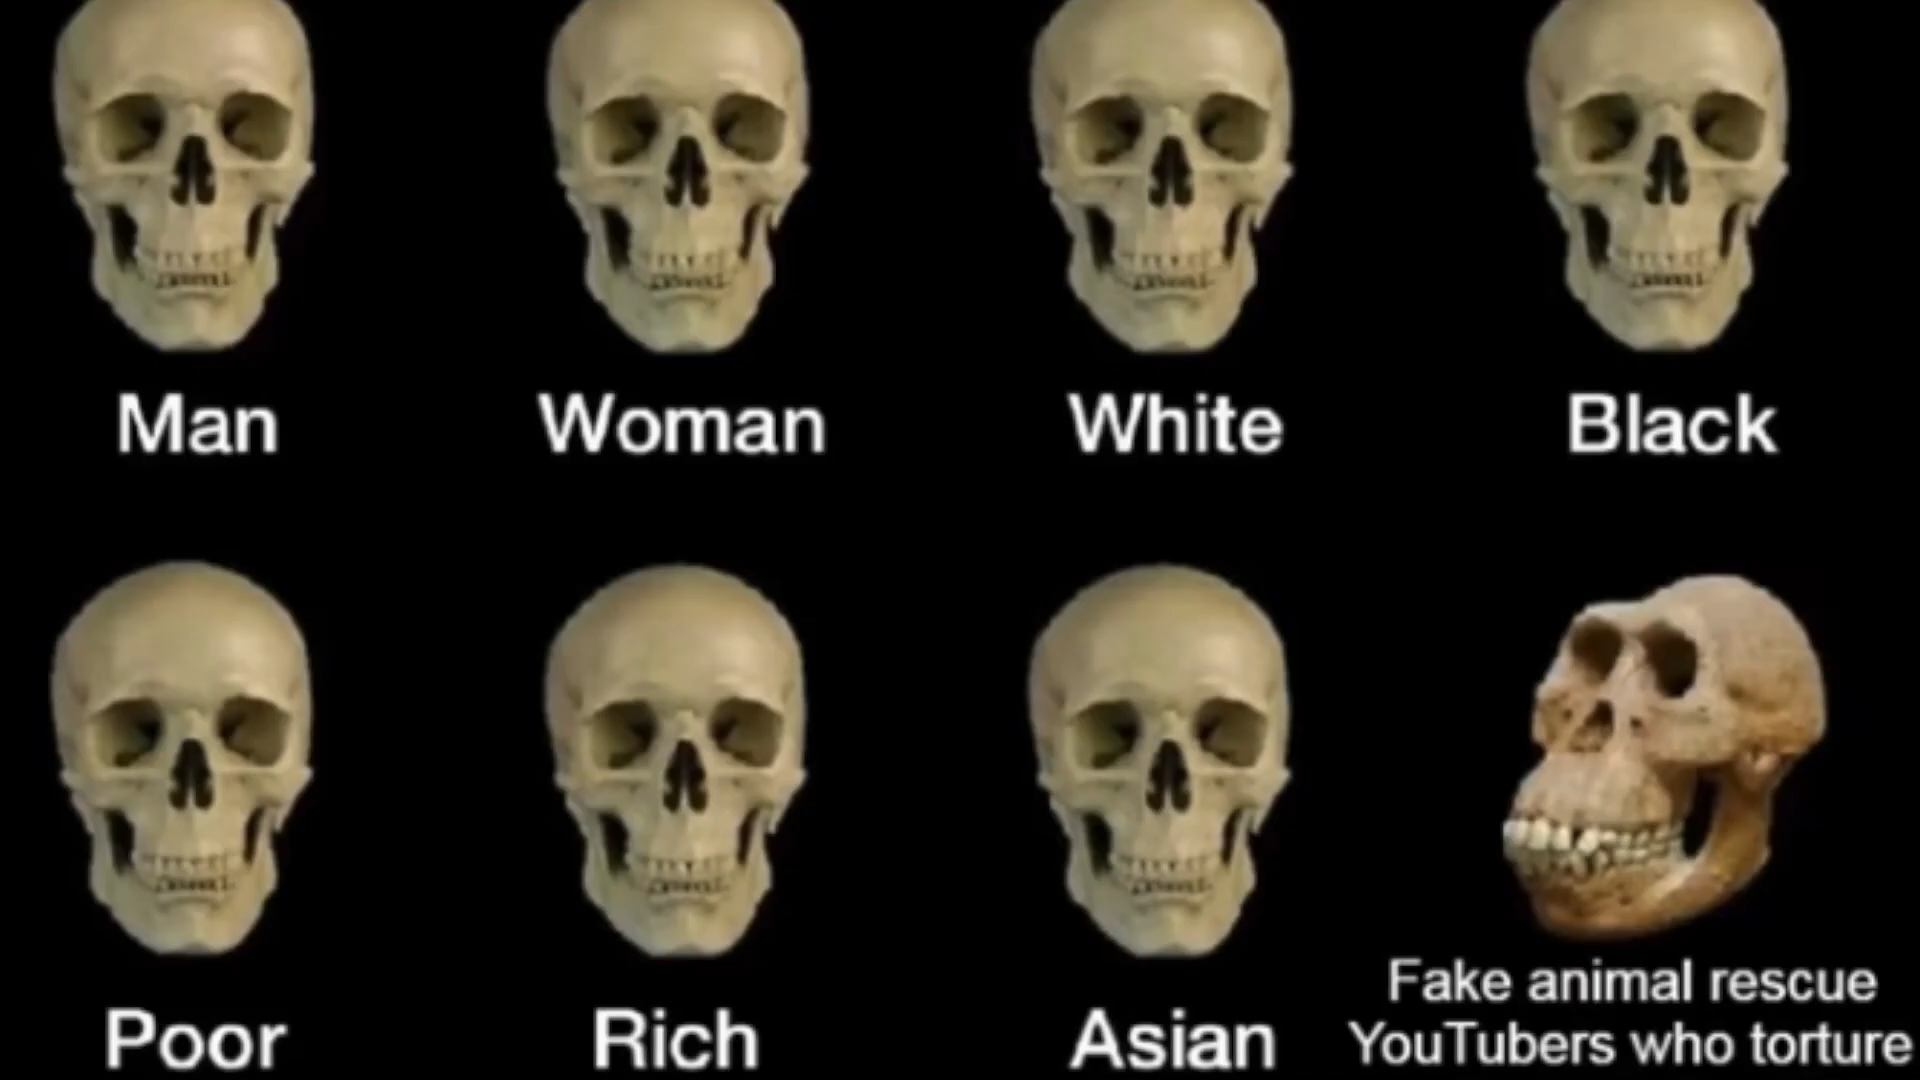 Man
Woman
White
Black
Poor
Rich
Asian
Fake animal rescue
YouTubers who torture